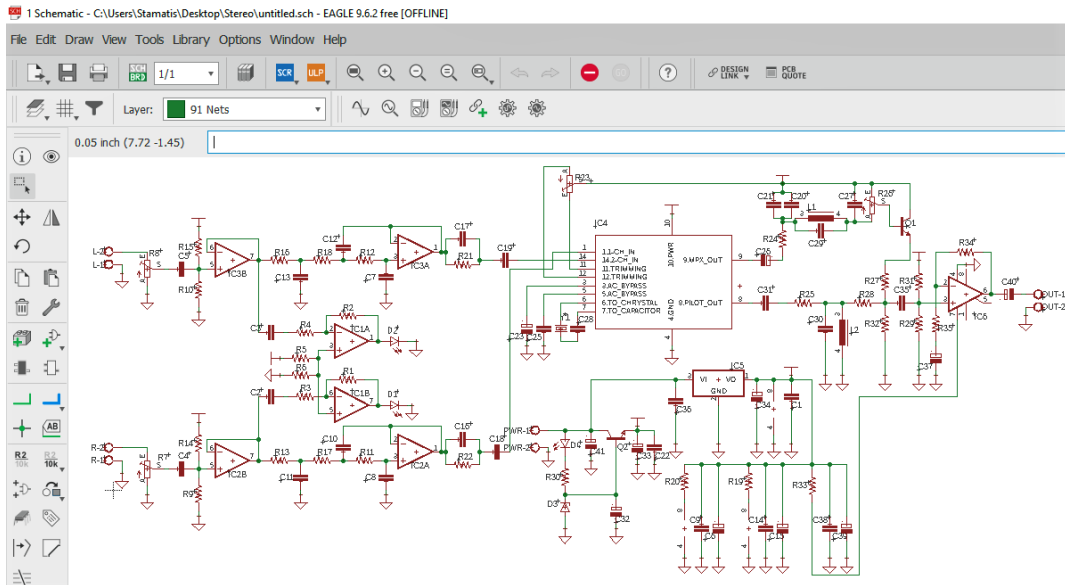 1 Schematic - C:\Users\Stamatis\Desktop\Stereo\untitled.sch - EAGLE 9.6.2 free [OFFLINE]
File Edit Draw View Tools Library Options Window Help
SCH BRD 1/1 SCR ULP DESIGN LINK PCB QUOTE
Layer: 91 Nets
0.05 inch (7.72 -1.45)
R23
C21 C20 C27 R26
L1
C17
IC4
Q1
C12
C19
R24 C29
R34
L-2
R15
R8
C5
R16 R18 R12
R21
1.L_CH_IN
14.2_CH_IN
11.TRIMMING
12.TRIMMING
3.AC_BYPASS
5.AC_BYPASS
6.TO_CHRYSTAL
7.TO_CAPACITOR
10.PWR
9.MPX_OUT
8.PILOT_OUT
4.GND
L-1
IC3B
IC3A
C13 C7
R10
R27 R31
C40
C31 R25 R28 C35
OUT-1
OUT-2
R2
C3 R4
IC1A
D2
C23 C25 C28
C30 L2 R32 R29 R35 IC6
R5
R6
C37
R1
C2 R3
IC1B
D1
IC5
VI VO
GND
C36 C34 C1
R14
C10
C16
C18
PWR-1
PWR-2
R-2
R-1
R7
C4
R13 R17 R11
R22
IC2B
IC2A
D4 C41 Q2 C33 C22
C11 C8
R9
R30
R20 R19 R33
D3 C32
C9 C6 C14 C15 C38 C39